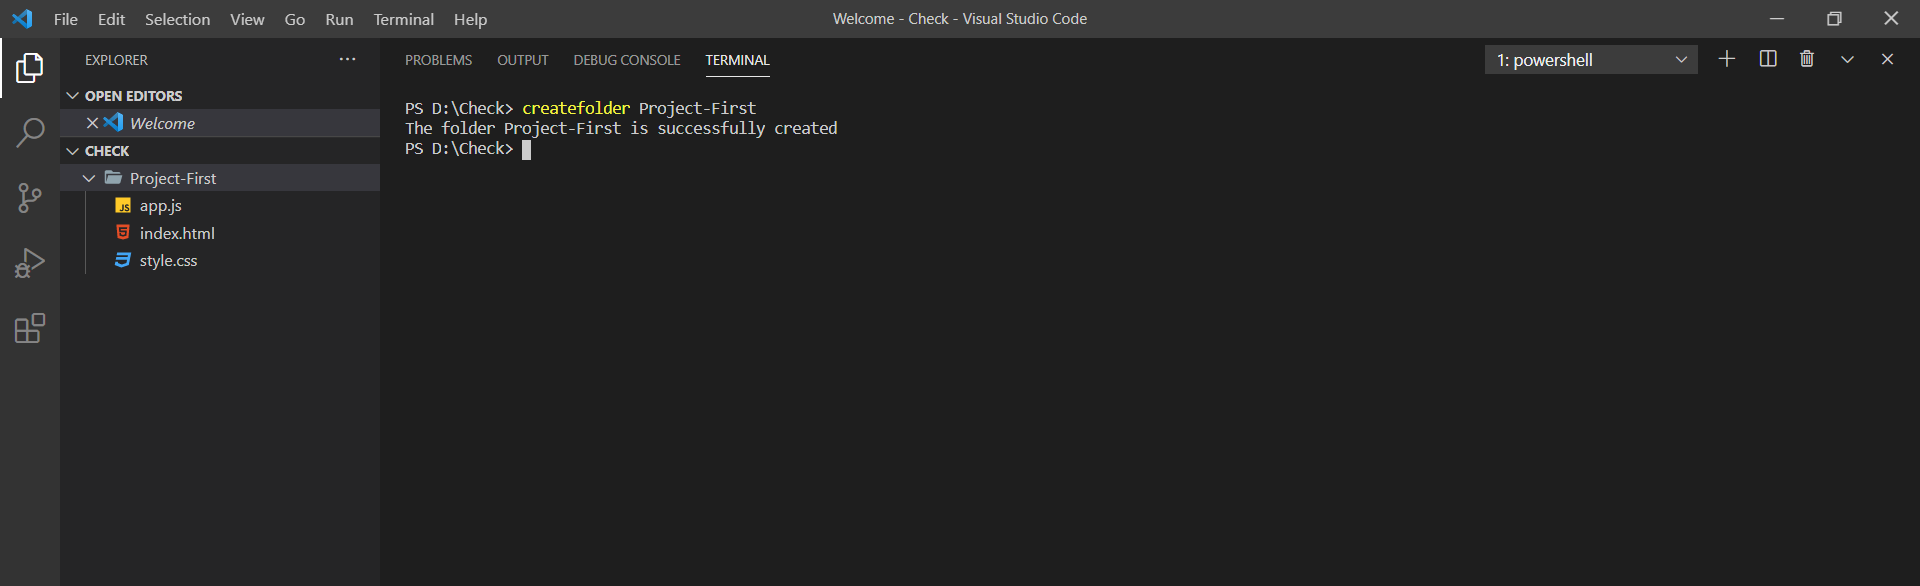 File Edit Selection View Go Run Terminal Help
Welcome - Check - Visual Studio Code
EXPLORER
OPEN EDITORS
Welcome
CHECK
Project-First
JS app.js
5 index.html
style.css
PROBLEMS OUTPUT DEBUG CONSOLE TERMINAL
1: powershell
PS D:\Check> createfolder Project-First
The folder Project-First is successfully created
PS D:\Check>